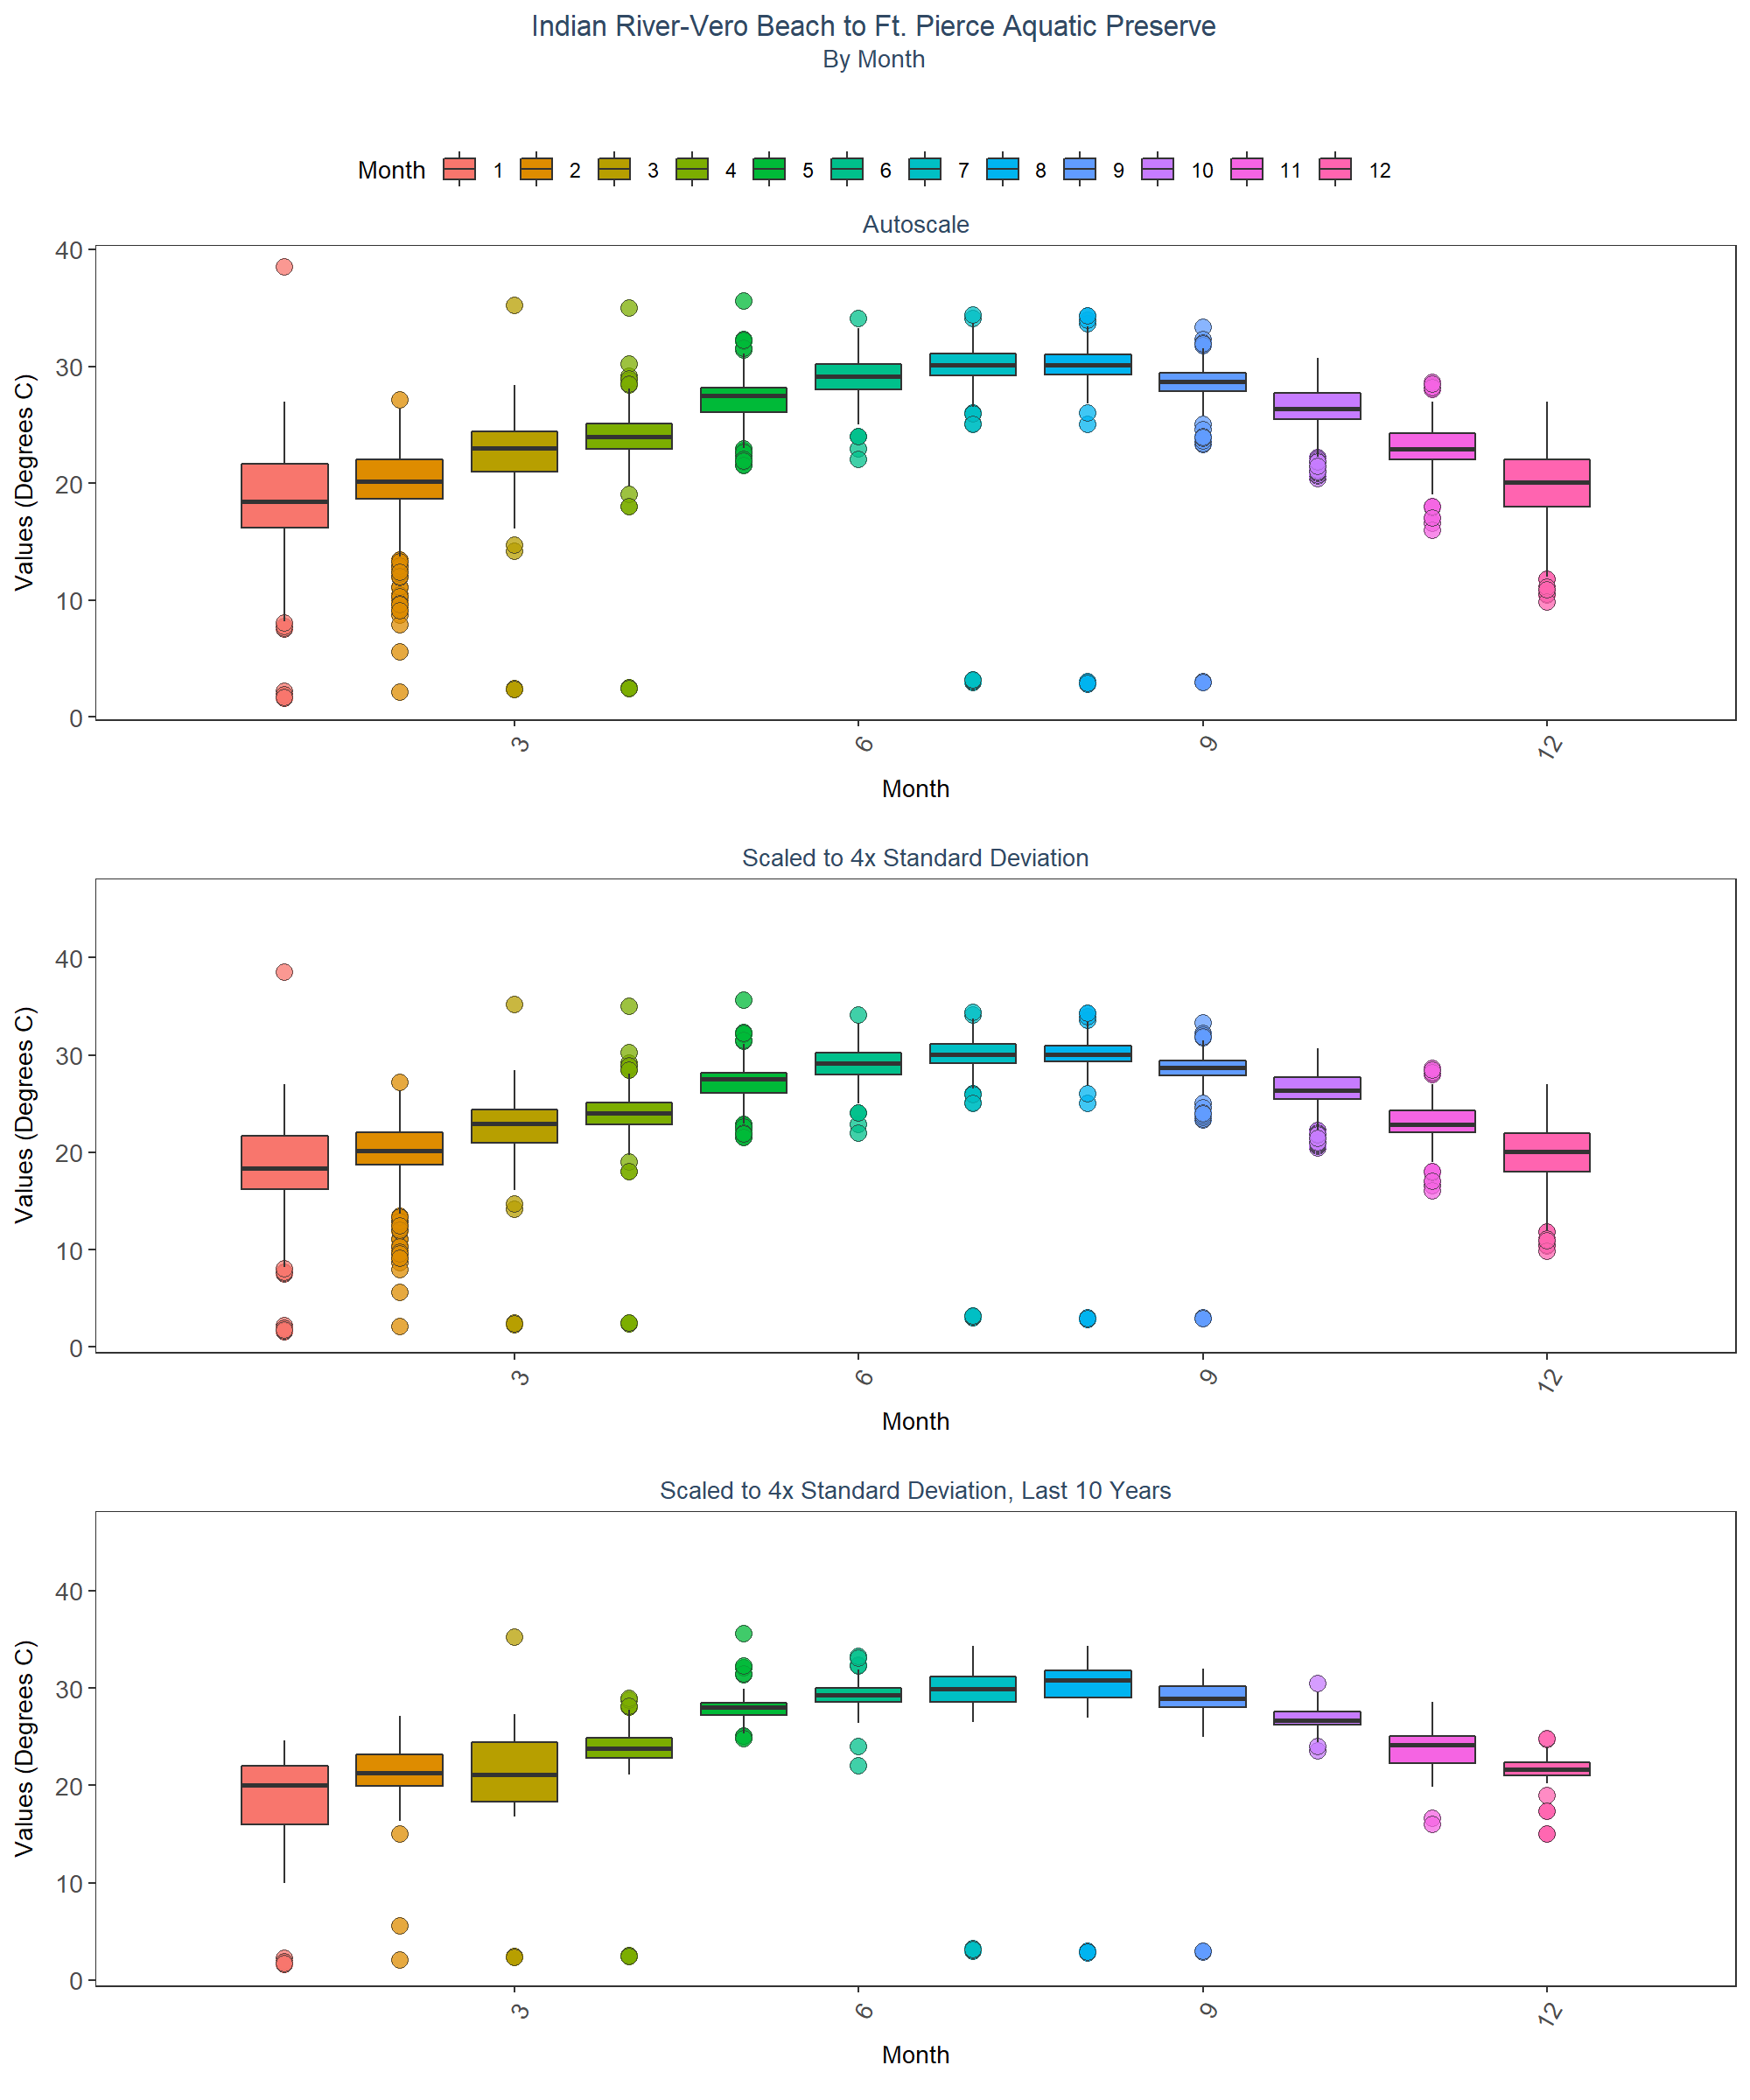 Indian River-Vero Beach to Ft. Pierce Aquatic Preserve
By Month
Month 1 2 3 4 5 6 7 8 9 10 11 12
Autoscale
Values (Degrees C)
40
30
20
10
0
3 6 9 12
Month
Scaled to 4x Standard Deviation
Values (Degrees C)
40
30
20
10
0
3 6 9 12
Month
Scaled to 4x Standard Deviation, Last 10 Years
Values (Degrees C)
40
30
20
10
0
3 6 9 12
Month